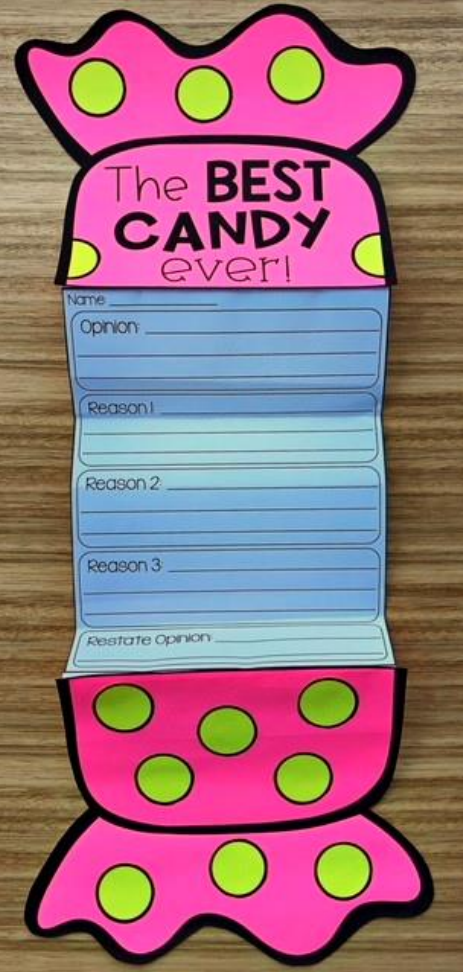 The BEST
CANDY
ever!
Name
Opinion:
Reason 1
Reason 2:
Reason 3:
Restate Opinion: